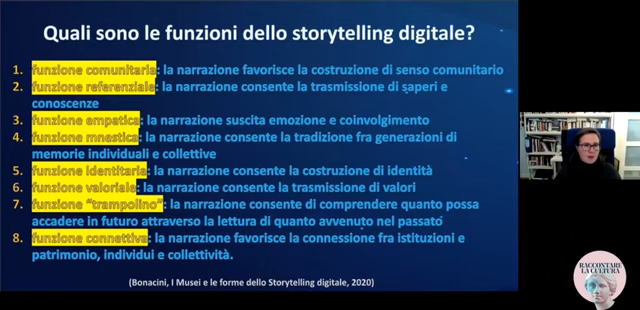 Quali sono le funzioni dello storytelling digitale?
1. funzione comunitaria: la narrazione favorisce la costruzione di senso comunitario
2. funzione referenziale: la narrazione consente la trasmissione di saperi e
conoscenze
3. funzione empatica: la narrazione suscita emozione e coinvolgimento
4. funzione mnestica: la narrazione consente la tradizione fra generazioni di
memorie individuali e collettive
5. funzione identitaria: la narrazione consente la costruzione di identità
6. funzione valoriale: la narrazione consente la trasmissione di valori
7. funzione "trampolino": la narrazione consente di comprendere quanto possa
accadere in futuro attraverso la lettura di quanto avvenuto nel passato
8. funzione connettiva: la narrazione favorisce la connessione fra istituzioni e
patrimonio, individui e collettività.
(Bonacini, I Musei e le forme dello Storytelling digitale, 2020)
RACCONTARE
LA CULTURA